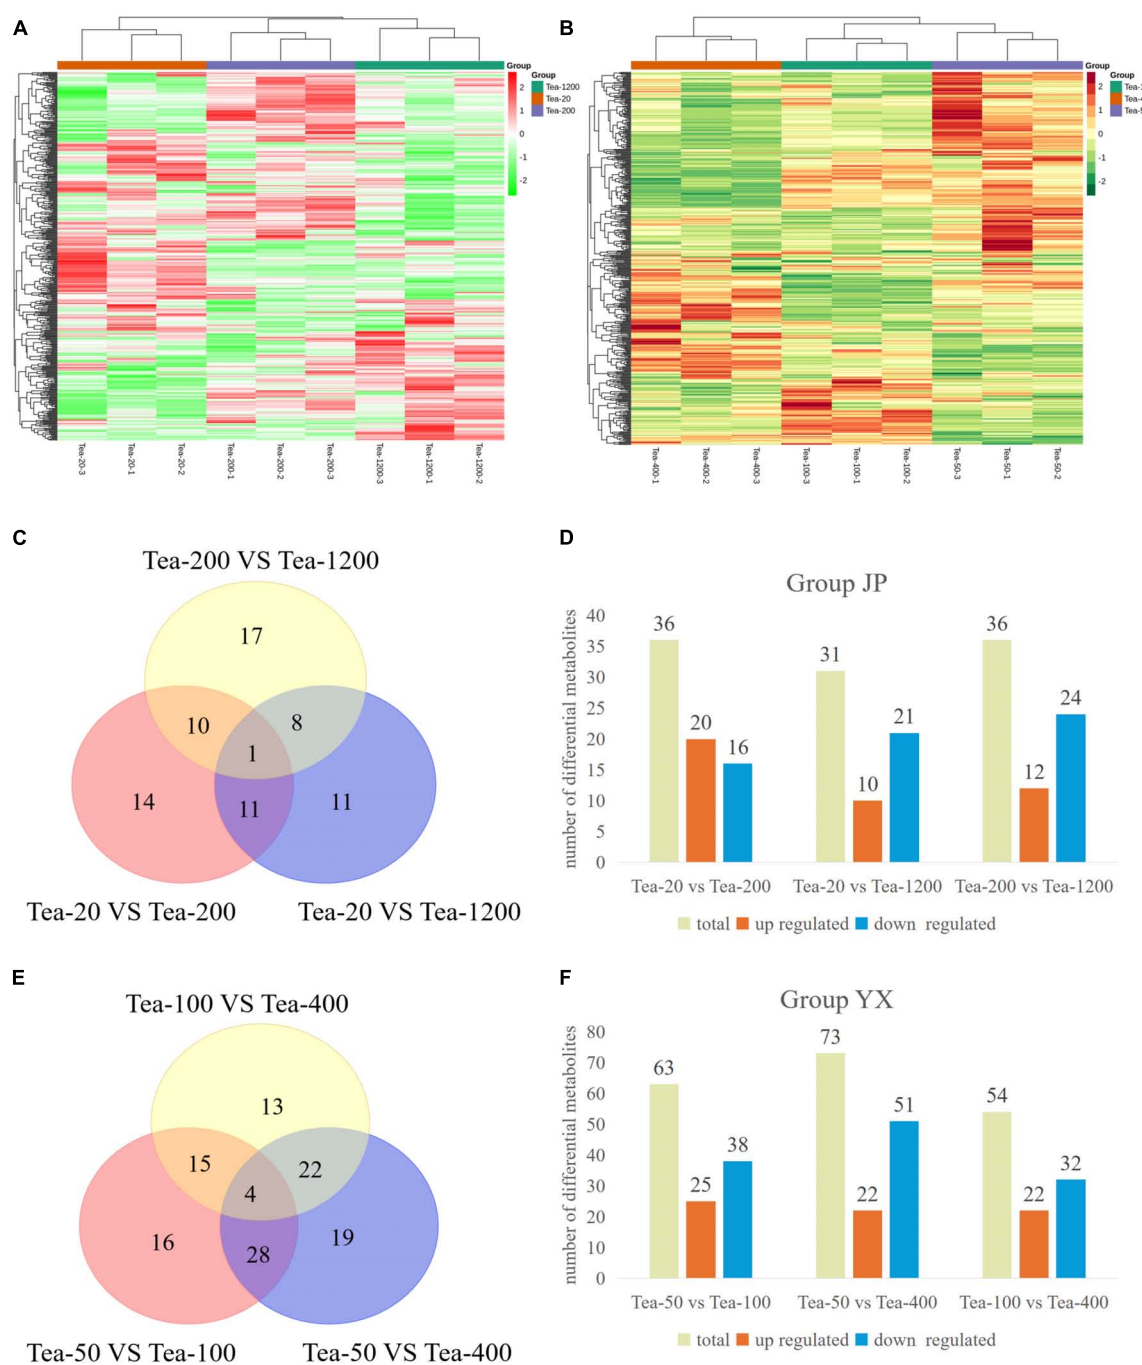 A
Group
2
1
0
-1
-2
Group
Tea-1200
Tea-20
Tea-200
Tea-20-3
Tea-20-1
Tea-20-2
Tea-200-1
Tea-200-2
Tea-200-3
Tea-1200-3
Tea-1200-1
Tea-1200-2
B
Group
2
1
0
-1
-2
Group
Tea-400-1
Tea-400-2
Tea-400-3
Tea-100-3
Tea-100-1
Tea-100-2
Tea-50-3
Tea-50-1
Tea-50-2
C
Tea-200 VS Tea-1200
17
10
8
1
14
11
11
Tea-20 VS Tea-200
Tea-20 VS Tea-1200
D
Group JP
number of differential metabolites
40
35
30
25
20
15
10
5
0
36
20
16
31
10
21
36
12
24
Tea-20 vs Tea-200
Tea-20 vs Tea-1200
Tea-200 vs Tea-1200
total
up regulated
down regulated
E
Tea-100 VS Tea-400
13
15
22
4
16
28
19
Tea-50 VS Tea-100
Tea-50 VS Tea-400
F
Group YX
number of differential metabolites
80
70
60
50
40
30
20
10
0
63
25
38
73
22
51
54
22
32
Tea-50 vs Tea-100
Tea-50 vs Tea-400
Tea-100 vs Tea-400
total
up regulated
down regulated